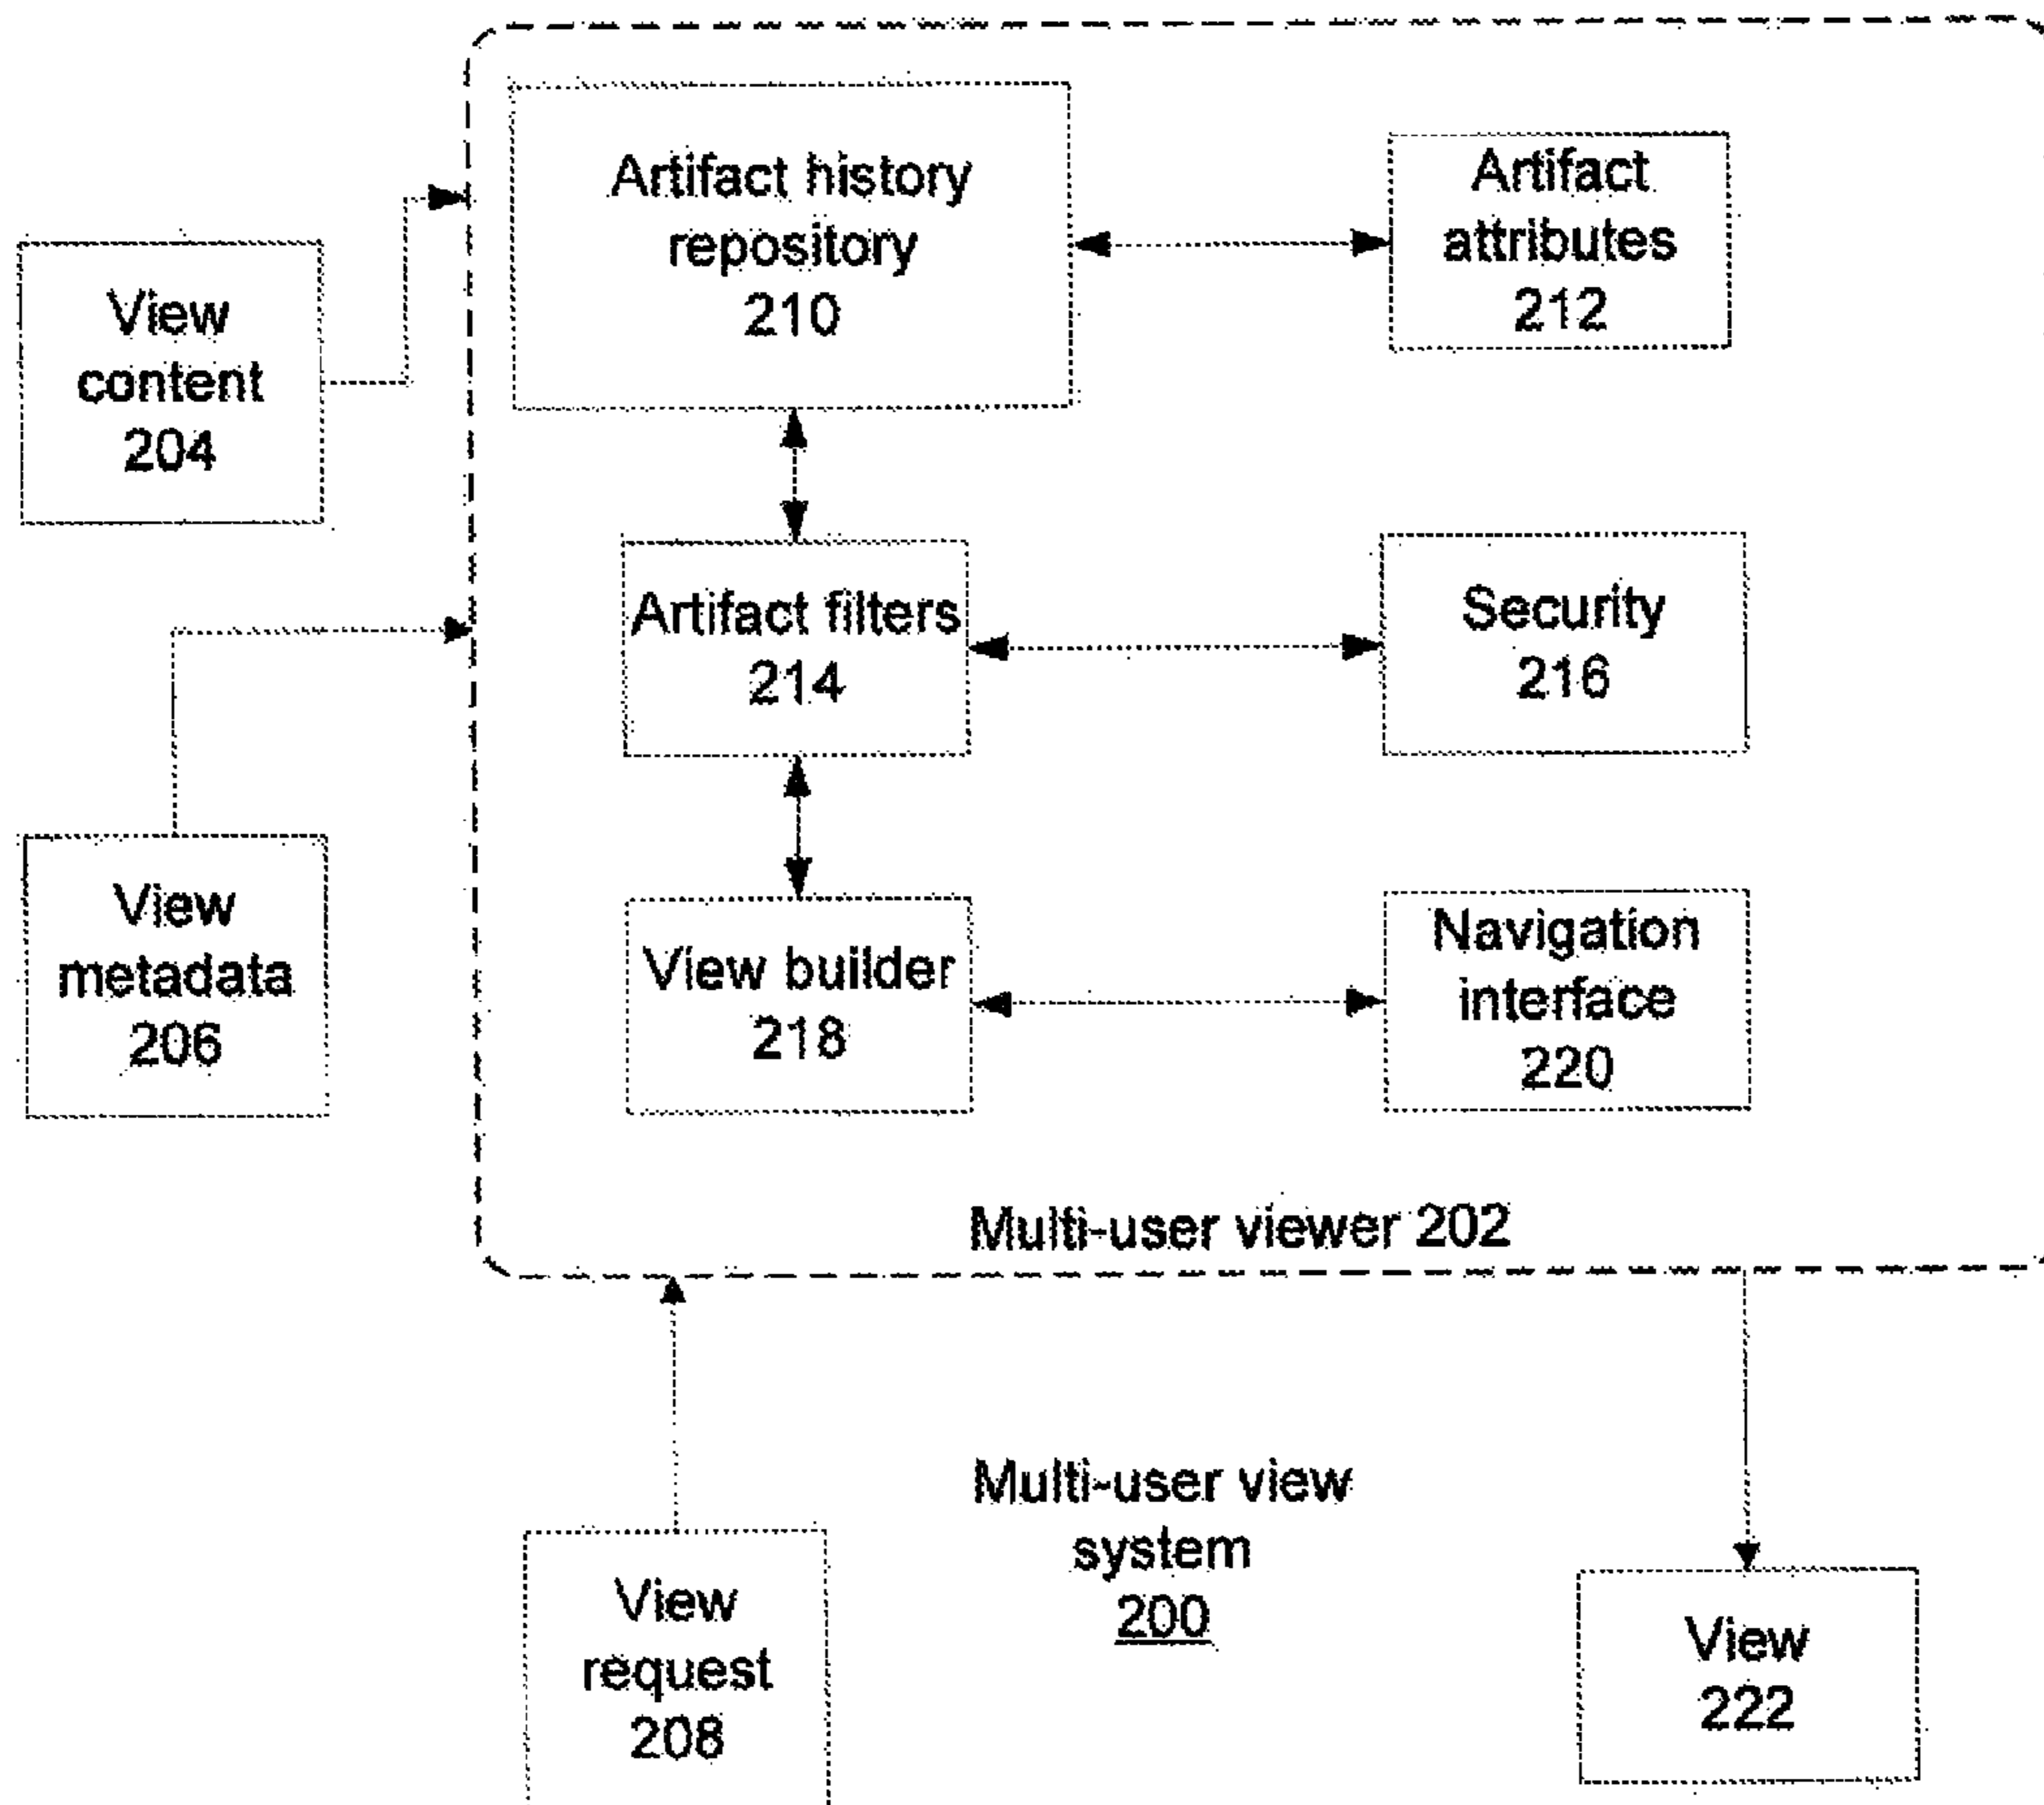 Artifact history
repository
210
Artifact
attributes
212
View
content
204
Artifact filters
214
Security
216
View
metadata
206
View builder
218
Navigation
interface
220
Multi-user viewer 202
Multi-user view
system
200
View
request
208
View
222